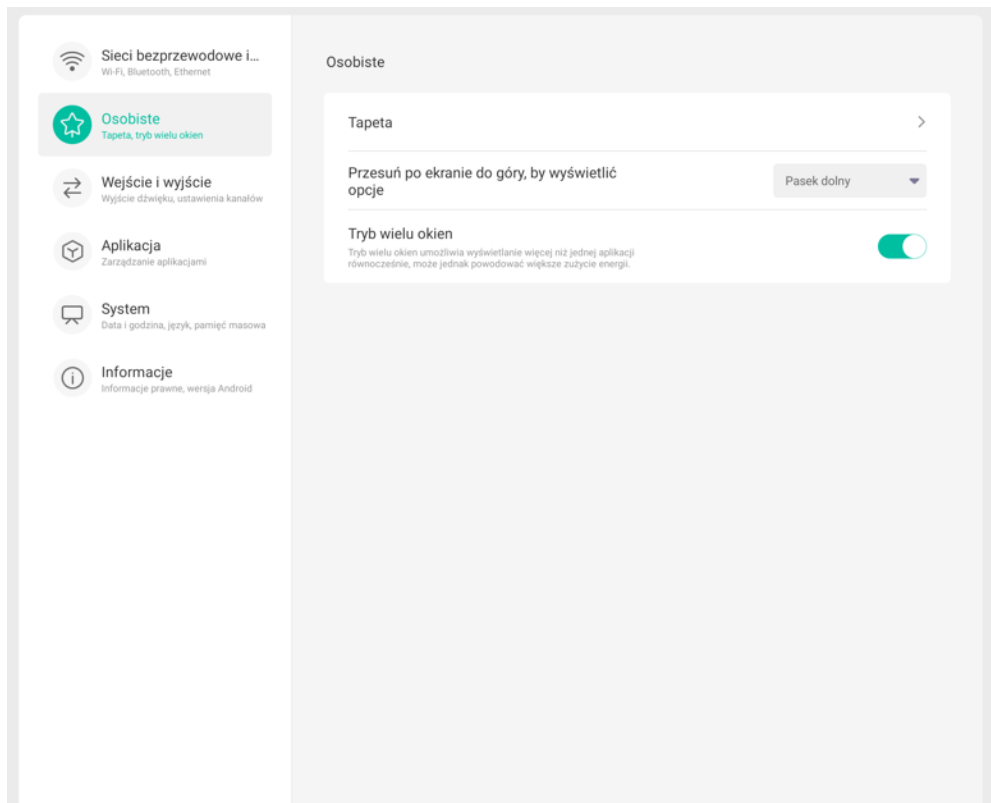 Sieci bezprzewodowe i...
Wi-Fi, Bluetooth, Ethernet
Osobiste
Tapeta, tryb wielu okien
Wejście i wyjście
Wyjście dźwięku, ustawienia kanałów
Aplikacja
Zarządzanie aplikacjami
System
Data i godzina, język, pamięć masowa
Informacje
Informacje prawne, wersja Android
Osobiste
Tapeta
Przesuń po ekranie do góry, by wyświetlić
opcje
Pasek dolny
Tryb wielu okien
Tryb wielu okien umożliwia wyświetlanie więcej niż jednej aplikacji
równocześnie, może jednak powodować większe zużycie energii.